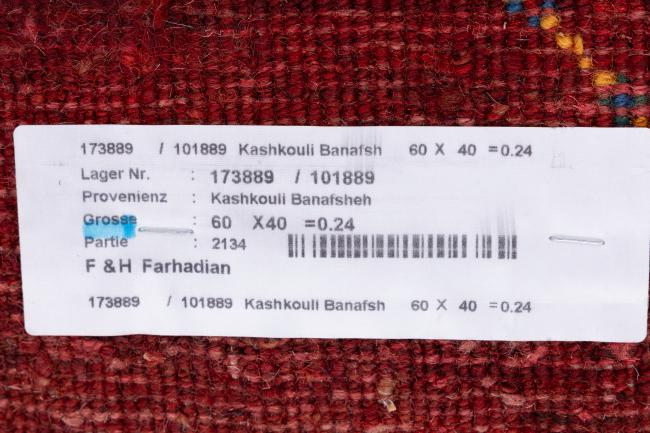 173889 / 101889 Kashkouli Banafsh 60 X 40 =0.24
Lager Nr. : 173889 / 101889
Provenienz : Kashkouli Banafsheh
Grosse : 60 X40 =0.24
Partie : 2134
F &H Farhadian
173889 / 101889 Kashkouli Banafsh 60 X 40 =0.24